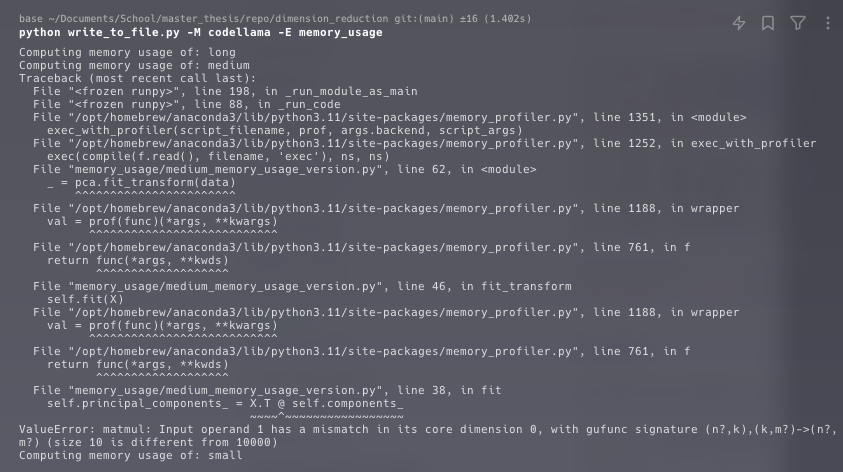 base ~/Documents/School/master_thesis/repo/dimension_reduction git:(main) ±16 (1.402s)
python write_to_file.py -M codellama -E memory_usage
Computing memory usage of: long
Computing memory usage of: medium
Traceback (most recent call last):
  File "<frozen runpy>", line 198, in _run_module_as_main
  File "<frozen runpy>", line 88, in _run_code
  File "/opt/homebrew/anaconda3/lib/python3.11/site-packages/memory_profiler.py", line 1351, in <module>
    exec_with_profiler(script_filename, prof, args.backend, script_args)
  File "/opt/homebrew/anaconda3/lib/python3.11/site-packages/memory_profiler.py", line 1252, in exec_with_profiler
    exec(compile(f.read(), filename, 'exec'), ns, ns)
  File "memory_usage/medium_memory_usage_version.py", line 62, in <module>
    _ = pca.fit_transform(data)
        ^^^^^^^^^^^^^^^^^^^^^^^
  File "/opt/homebrew/anaconda3/lib/python3.11/site-packages/memory_profiler.py", line 1188, in wrapper
    val = prof(func)(*args, **kwargs)
          ^^^^^^^^^^^^^^^^^^^^^^^^^^^
  File "/opt/homebrew/anaconda3/lib/python3.11/site-packages/memory_profiler.py", line 761, in f
    return func(*args, **kwds)
           ^^^^^^^^^^^^^^^^^^^
  File "memory_usage/medium_memory_usage_version.py", line 46, in fit_transform
    self.fit(X)
  File "/opt/homebrew/anaconda3/lib/python3.11/site-packages/memory_profiler.py", line 1188, in wrapper
    val = prof(func)(*args, **kwargs)
          ^^^^^^^^^^^^^^^^^^^^^^^^^^^
  File "/opt/homebrew/anaconda3/lib/python3.11/site-packages/memory_profiler.py", line 761, in f
    return func(*args, **kwds)
           ^^^^^^^^^^^^^^^^^^^
  File "memory_usage/medium_memory_usage_version.py", line 38, in fit
    self.principal_components_ = X.T @ self.components_
                                 ~~~~^~~~~~~~~~~~~~~~~~
ValueError: matmul: Input operand 1 has a mismatch in its core dimension 0, with gufunc signature (n?,k),(k,m?)->(n?,
m?) (size 10 is different from 10000)
Computing memory usage of: small